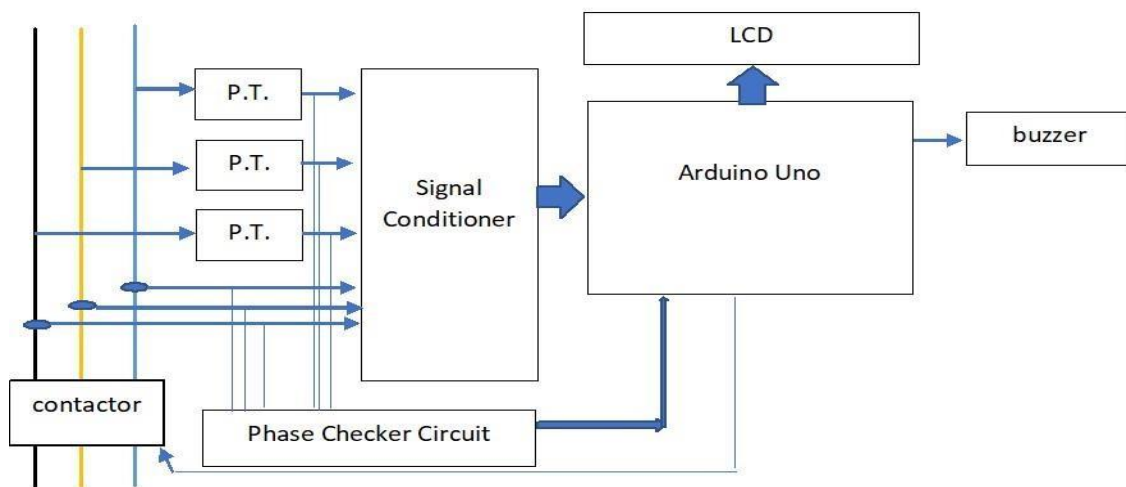 LCD
P.T.
buzzer
P.T.
Arduino Uno
Signal
Conditioner
P.T.
contactor
Phase Checker Circuit